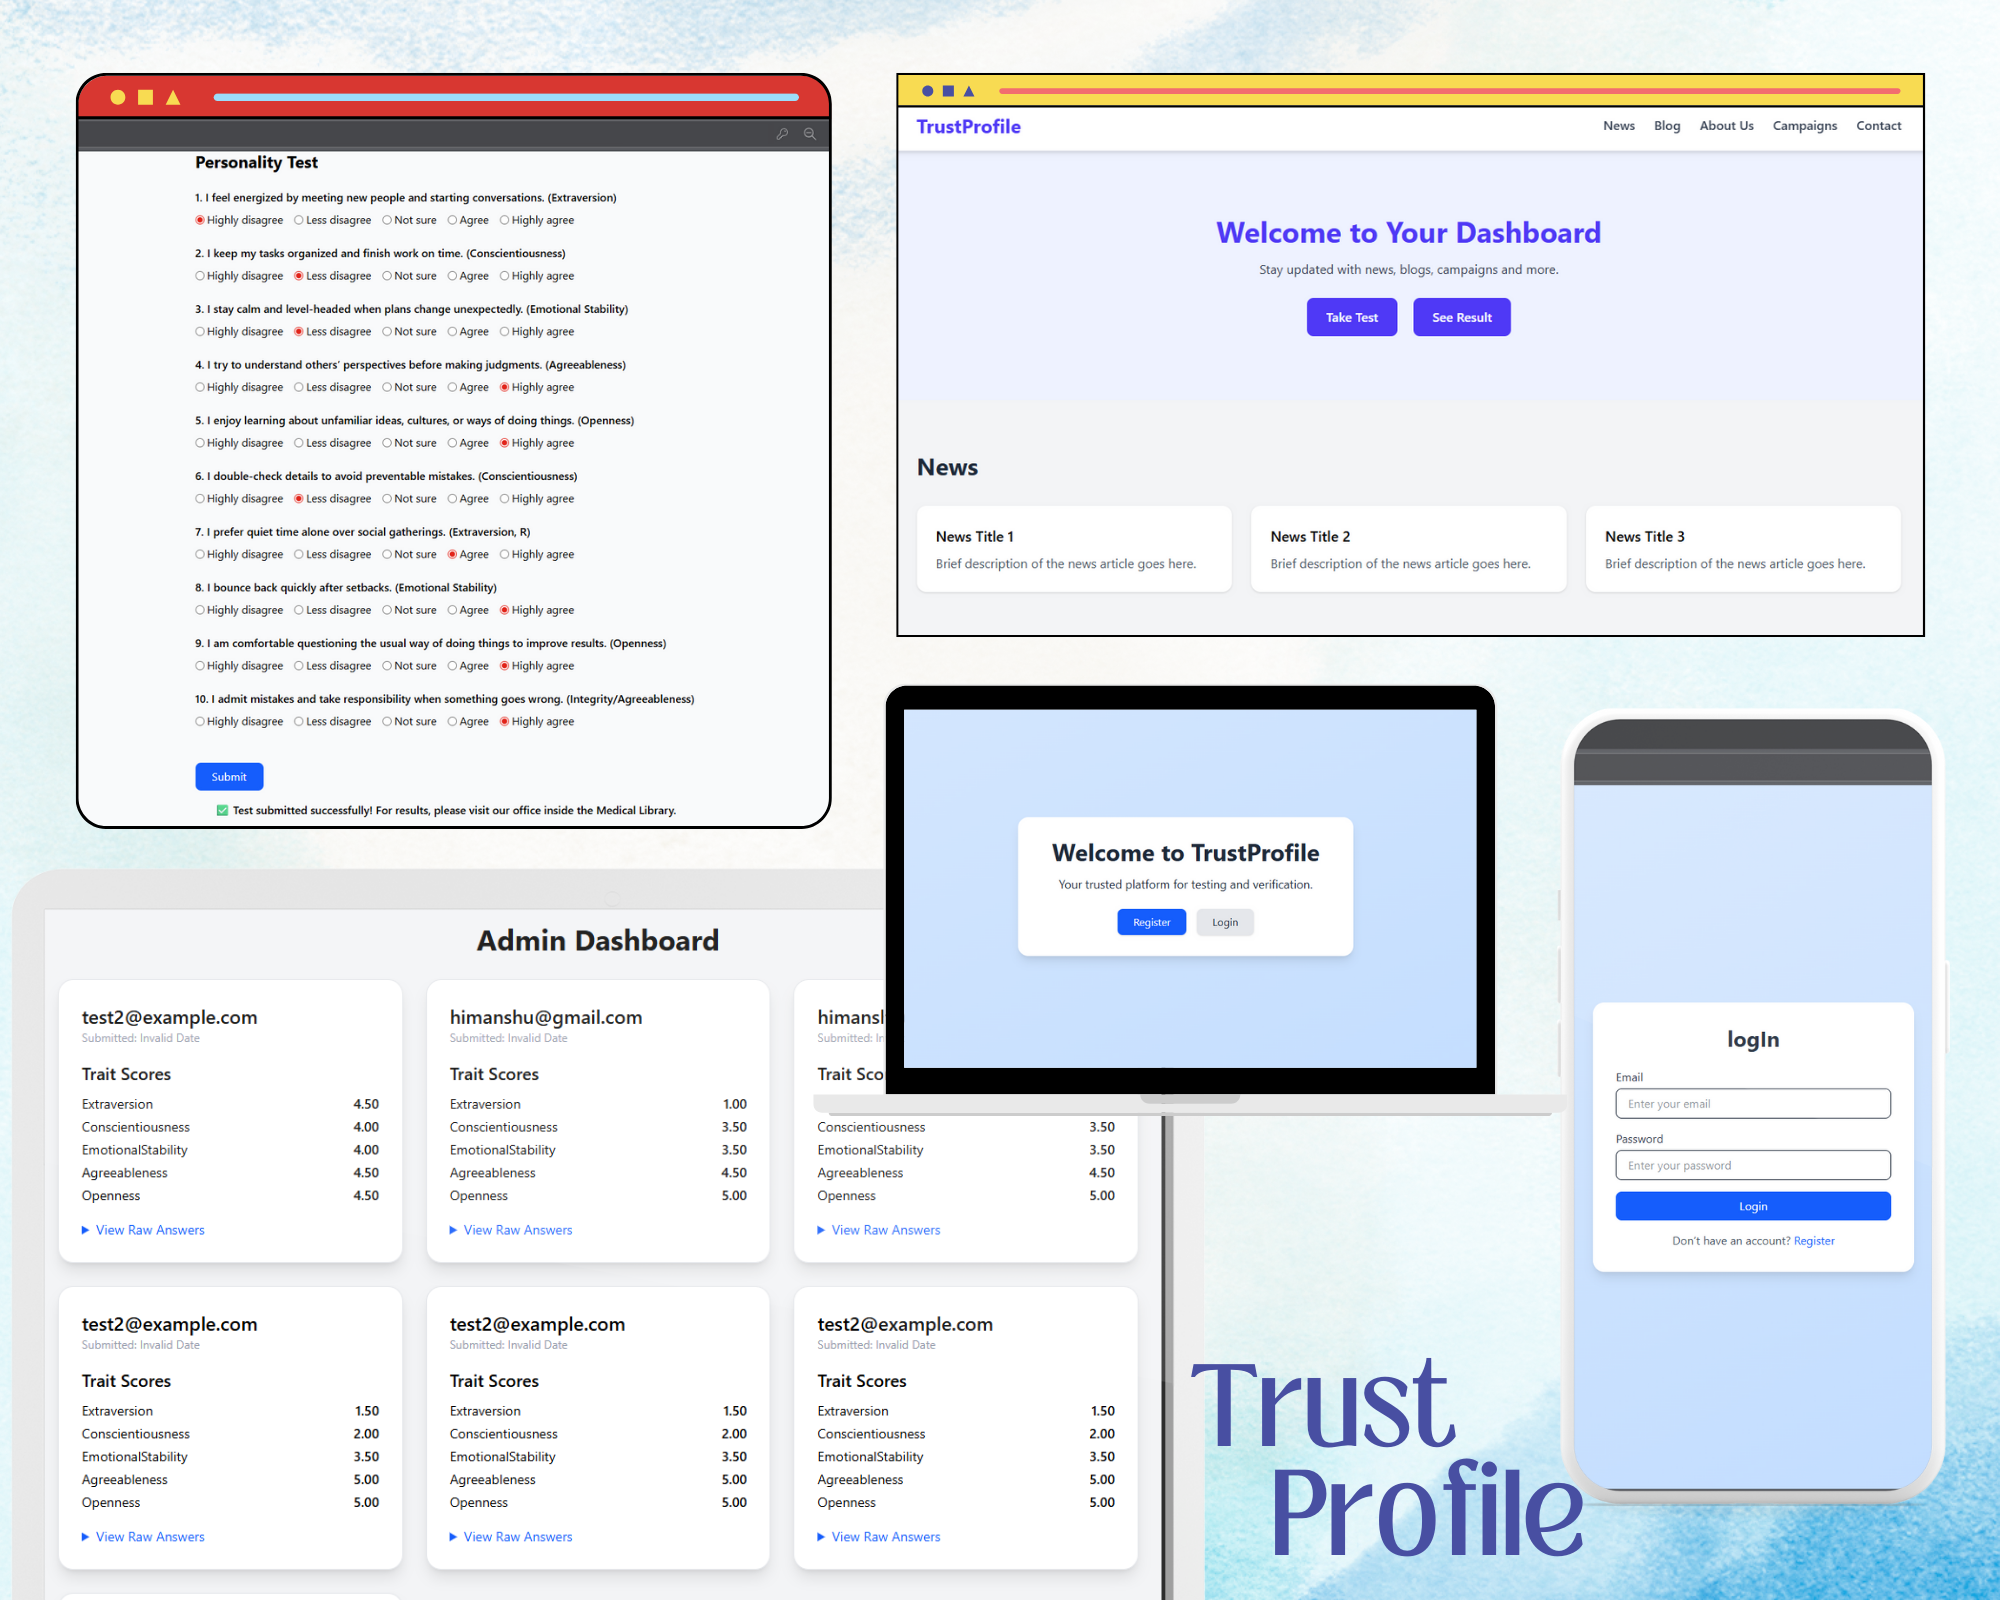 Personality Test
1. I feel energized by meeting new people and starting conversations. (Extraversion)
Highly disagree Less disagree Not sure Agree Highly agree
2. I keep my tasks organized and finish work on time. (Conscientiousness)
Highly disagree Less disagree Not sure Agree Highly agree
3. I stay calm and level-headed when plans change unexpectedly. (Emotional Stability)
Highly disagree Less disagree Not sure Agree Highly agree
4. I try to understand others' perspectives before making judgments. (Agreeableness)
Highly disagree Less disagree Not sure Agree Highly agree
5. I enjoy learning about unfamiliar ideas, cultures, or ways of doing things. (Openness)
Highly disagree Less disagree Not sure Agree Highly agree
6. I double-check details to avoid preventable mistakes. (Conscientiousness)
Highly disagree Less disagree Not sure Agree Highly agree
7. I prefer quiet time alone over social gatherings. (Extraversion, R)
Highly disagree Less disagree Not sure Agree Highly agree
8. I bounce back quickly after setbacks. (Emotional Stability)
Highly disagree Less disagree Not sure Agree Highly agree
9. I am comfortable questioning the usual way of doing things to improve results. (Openness)
Highly disagree Less disagree Not sure Agree Highly agree
10. I admit mistakes and take responsibility when something goes wrong. (Integrity/Agreeableness)
Highly disagree Less disagree Not sure Agree Highly agree
Submit
✅ Test submitted successfully! For results, please visit our office inside the Medical Library.
TrustProfile News Blog About Us Campaigns Contact
Welcome to Your Dashboard
Stay updated with news, blogs, campaigns and more.
Take Test See Result
News
News Title 1
Brief description of the news article goes here.
News Title 2
Brief description of the news article goes here.
News Title 3
Brief description of the news article goes here.
Welcome to TrustProfile
Your trusted platform for testing and verification.
Register Login
logIn
Email
Enter your email
Password
Enter your password
Login
Don't have an account? Register
Admin Dashboard
test2@example.com
Submitted: Invalid Date
Trait Scores
Extraversion 4.50
Conscientiousness 4.00
EmotionalStability 4.00
Agreeableness 4.50
Openness 4.50
▶ View Raw Answers
himanshu@gmail.com
Submitted: Invalid Date
Trait Scores
Extraversion 1.00
Conscientiousness 3.50
EmotionalStability 3.50
Agreeableness 4.50
Openness 5.00
▶ View Raw Answers
Submitted:
Trait
Conscientiousness 3.50
EmotionalStability 3.50
Agreeableness 4.50
Openness 5.00
▶ View Raw Answers
test2@example.com
Submitted: Invalid Date
Trait Scores
Extraversion 1.50
Conscientiousness 2.00
EmotionalStability 3.50
Agreeableness 5.00
Openness 5.00
▶ View Raw Answers
test2@example.com
Submitted: Invalid Date
Trait Scores
Extraversion 1.50
Conscientiousness 2.00
EmotionalStability 3.50
Agreeableness 5.00
Openness 5.00
▶ View Raw Answers
test2@example.com
Submitted: Invalid Date
Trait Scores
Extraversion 1.50
Conscientiousness 2.00
EmotionalStability 3.50
Agreeableness 5.00
Openness 5.00
▶ View Raw Answers
Trust
Profile